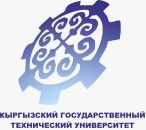 КЫРГЫЗСКИЙ ГОСУДАРСТВЕННЫЙ
ТЕХНИЧЕСКИЙ УНИВЕРСИТЕТ